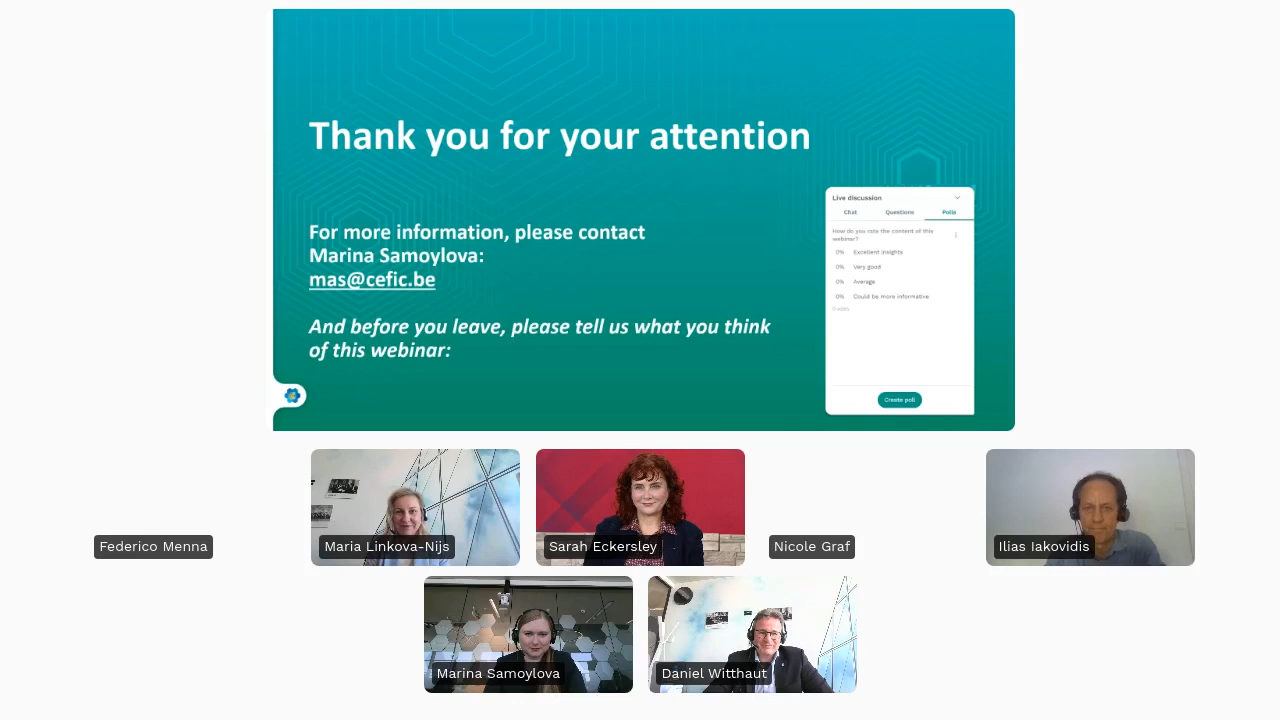 Thank you for your attention
For more information, please contact
Marina Samoylova:
mas@cefic.be
And before you leave, please tell us what you think
of this webinar:
Live discussion
Chat Questions Polls
How do you rate the content of this
webinar?
0% Excellent insights
0% Very good
0% Average
0% Could be more informative
0 votes
Create poll
Federico Menna
Maria Linkova-Nijs
Sarah Eckersley
Nicole Graf
Ilias Iakovidis
Marina Samoylova
Daniel Witthaut